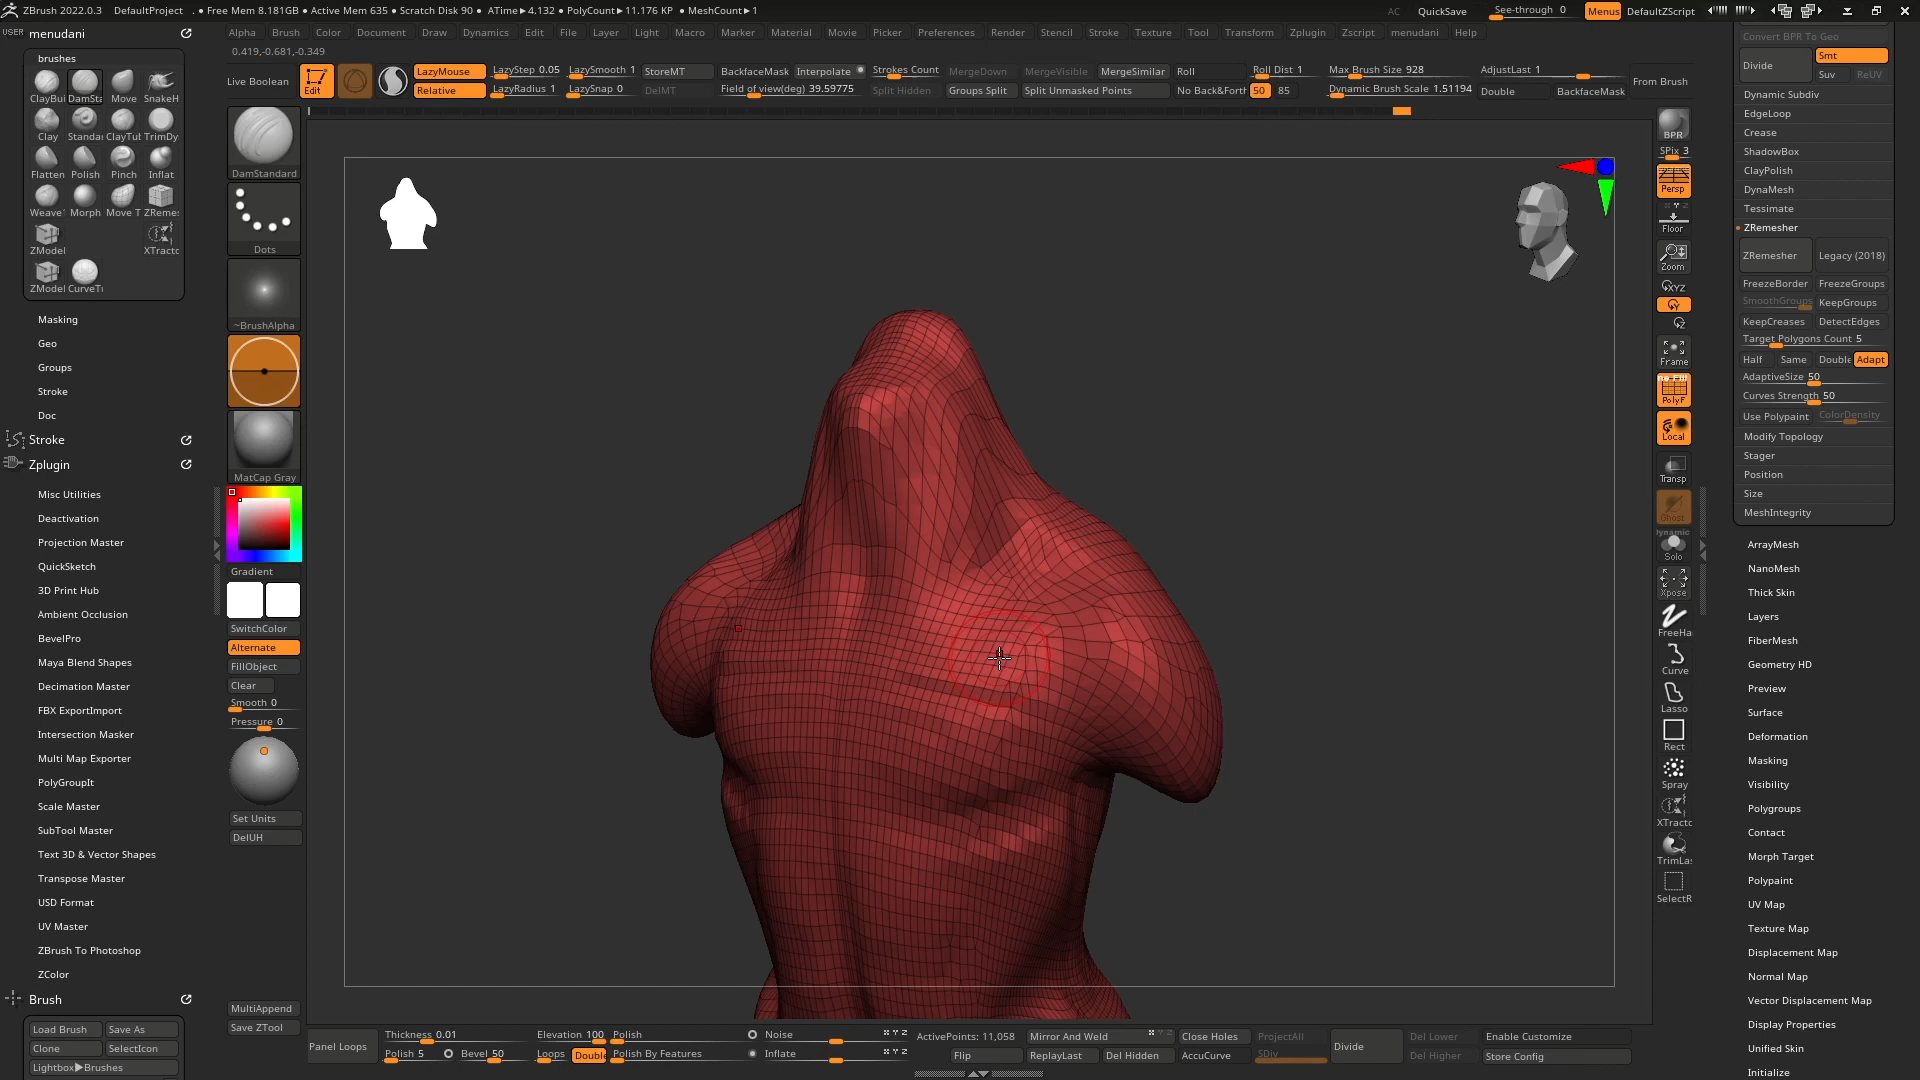 ZBrush 2022.0.3 DefaultProject . • Free Mem 8.181GB • Active Mem 635 • Scratch Disk 90 • ATime▸4.132 • PolyCount▸11.176 KP • MeshCount▸1 AC QuickSave See-through 0 Menus DefaultZScript
USER menudani
Alpha Brush Color Document Draw Dynamics Edit File Layer Light Macro Marker Material Movie Picker Preferences Render Stencil Stroke Texture Tool Transform Zplugin Zscript menudani Help
0.419,-0.681,-0.349
Live Boolean
Edit
LazyMouse LazyStep 0.05 LazySmooth 1 StoreMT BackfaceMask Interpolate Strokes Count MergeDown MergeVisible MergeSimilar Roll Roll Dist 1 Max Brush Size 928 AdjustLast 1
Relative LazyRadius 1 LazySnap 0 DelMT Field of view(deg) 39.59775 Split Hidden Groups Split Split Unmasked Points No Back&Forth 50 85 Dynamic Brush Scale 1.51194 Double BackfaceMask
From Brush
brushes
ClayBui DamSta Move SnakeH
Clay Standa ClayTu TrimDy
Flatten Polish Pinch Inflat
Weave Morph Move T ZReme
ZModel XTracto
ZModel CurveT
Masking
Geo
Groups
Stroke
Doc
Stroke
Zplugin
Misc Utilities
Deactivation
Projection Master
QuickSketch
3D Print Hub
Ambient Occlusion
BevelPro
Maya Blend Shapes
Decimation Master
FBX ExportImport
Intersection Masker
Multi Map Exporter
PolyGroupIt
Scale Master
SubTool Master
Text 3D & Vector Shapes
Transpose Master
USD Format
UV Master
ZBrush To Photoshop
ZColor
Brush
Load Brush Save As
Clone SelectIcon
Lightbox▸Brushes
DamStandard
Dots
~BrushAlpha
MatCap Gray
Gradient
SwitchColor
Alternate
FillObject
Clear
Smooth 0
Pressure 0
Set Units
DelUH
MultiAppend
Save ZTool
BPR
SPix 3
Persp
Floor
Zoom
XYZ
Y
Z
Frame
PolyF
Local
Transp
Ghost
Dynamic
Solo
Xpose
FreeHa
Curve
Lasso
Rect
Spray
XTracto
TrimLas
SelectR
Convert BPR To Geo
Divide Smt
Suv ReUV
Dynamic Subdiv
EdgeLoop
Crease
ShadowBox
ClayPolish
DynaMesh
Tessimate
ZRemesher
ZRemesher Legacy (2018)
FreezeBorder FreezeGroups
SmoothGroups KeepGroups
KeepCreases DetectEdges
Target Polygons Count 5
Half Same Double Adapt
AdaptiveSize 50
Curves Strength 50
Use Polypaint ColorDensity
Modify Topology
Stager
Position
Size
MeshIntegrity
ArrayMesh
NanoMesh
Thick Skin
Layers
FiberMesh
Geometry HD
Preview
Surface
Deformation
Masking
Visibility
Polygroups
Contact
Morph Target
Polypaint
UV Map
Texture Map
Displacement Map
Normal Map
Vector Displacement Map
Display Properties
Unified Skin
Initialize
Panel Loops
Thickness 0.01 Elevation 100 Polish Noise X Y Z ActivePoints: 11,058 Mirror And Weld Close Holes ProjectAll Divide Del Lower Enable Customize
Polish 5 Bevel 50 Loops Double Polish By Features Inflate X Y Z Flip ReplayLast Del Hidden AccuCurve SDiv Del Higher Store Config